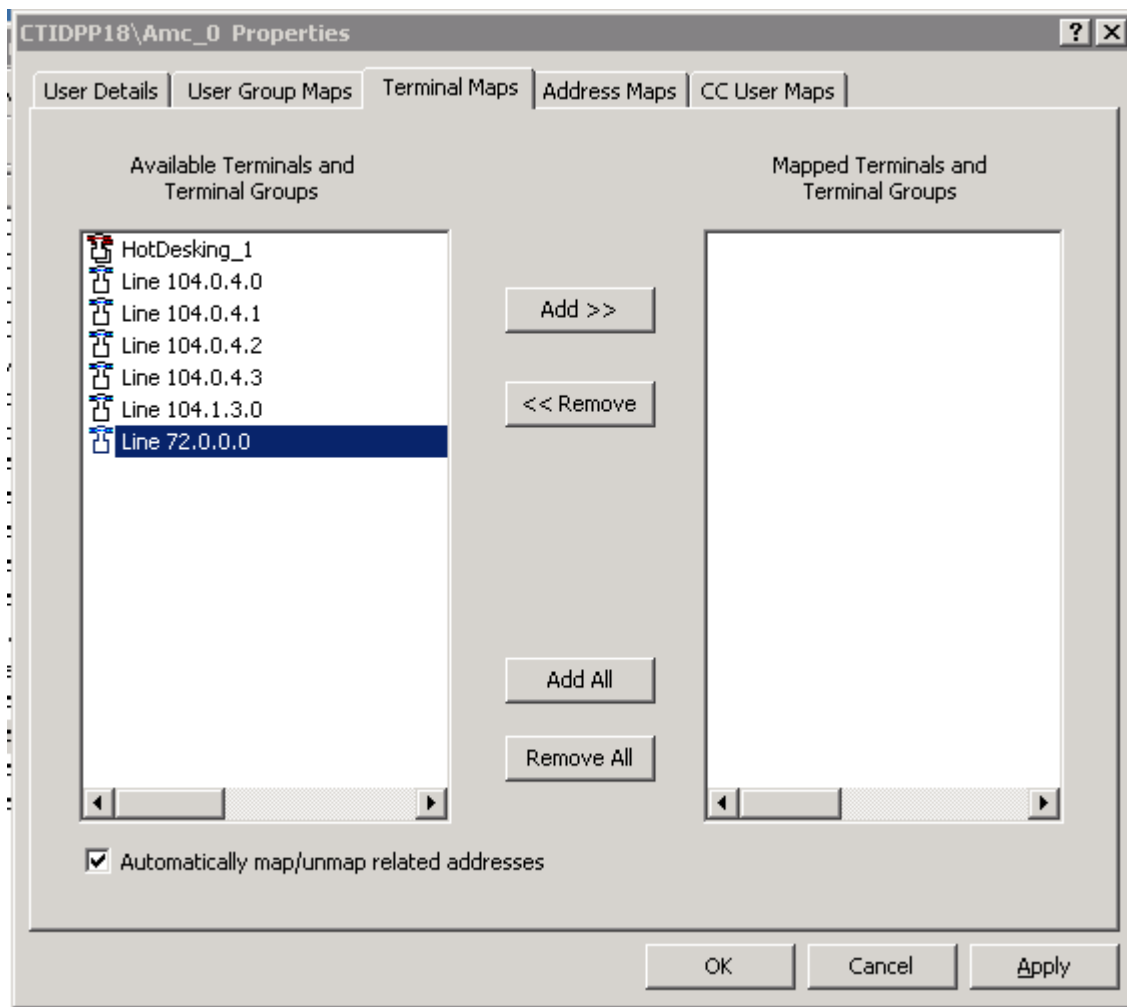 CTIDPP18\Amc_0 Properties
User Details
User Group Maps
Terminal Maps
Address Maps
CC User Maps
Available Terminals and
Terminal Groups
Mapped Terminals and
Terminal Groups
HotDesking_1
Line 104.0.4.0
Line 104.0.4.1
Line 104.0.4.2
Line 104.0.4.3
Line 104.1.3.0
Line 72.0.0.0
Add >>
<< Remove
Add All
Remove All
Automatically map/unmap related addresses
OK
Cancel
Apply